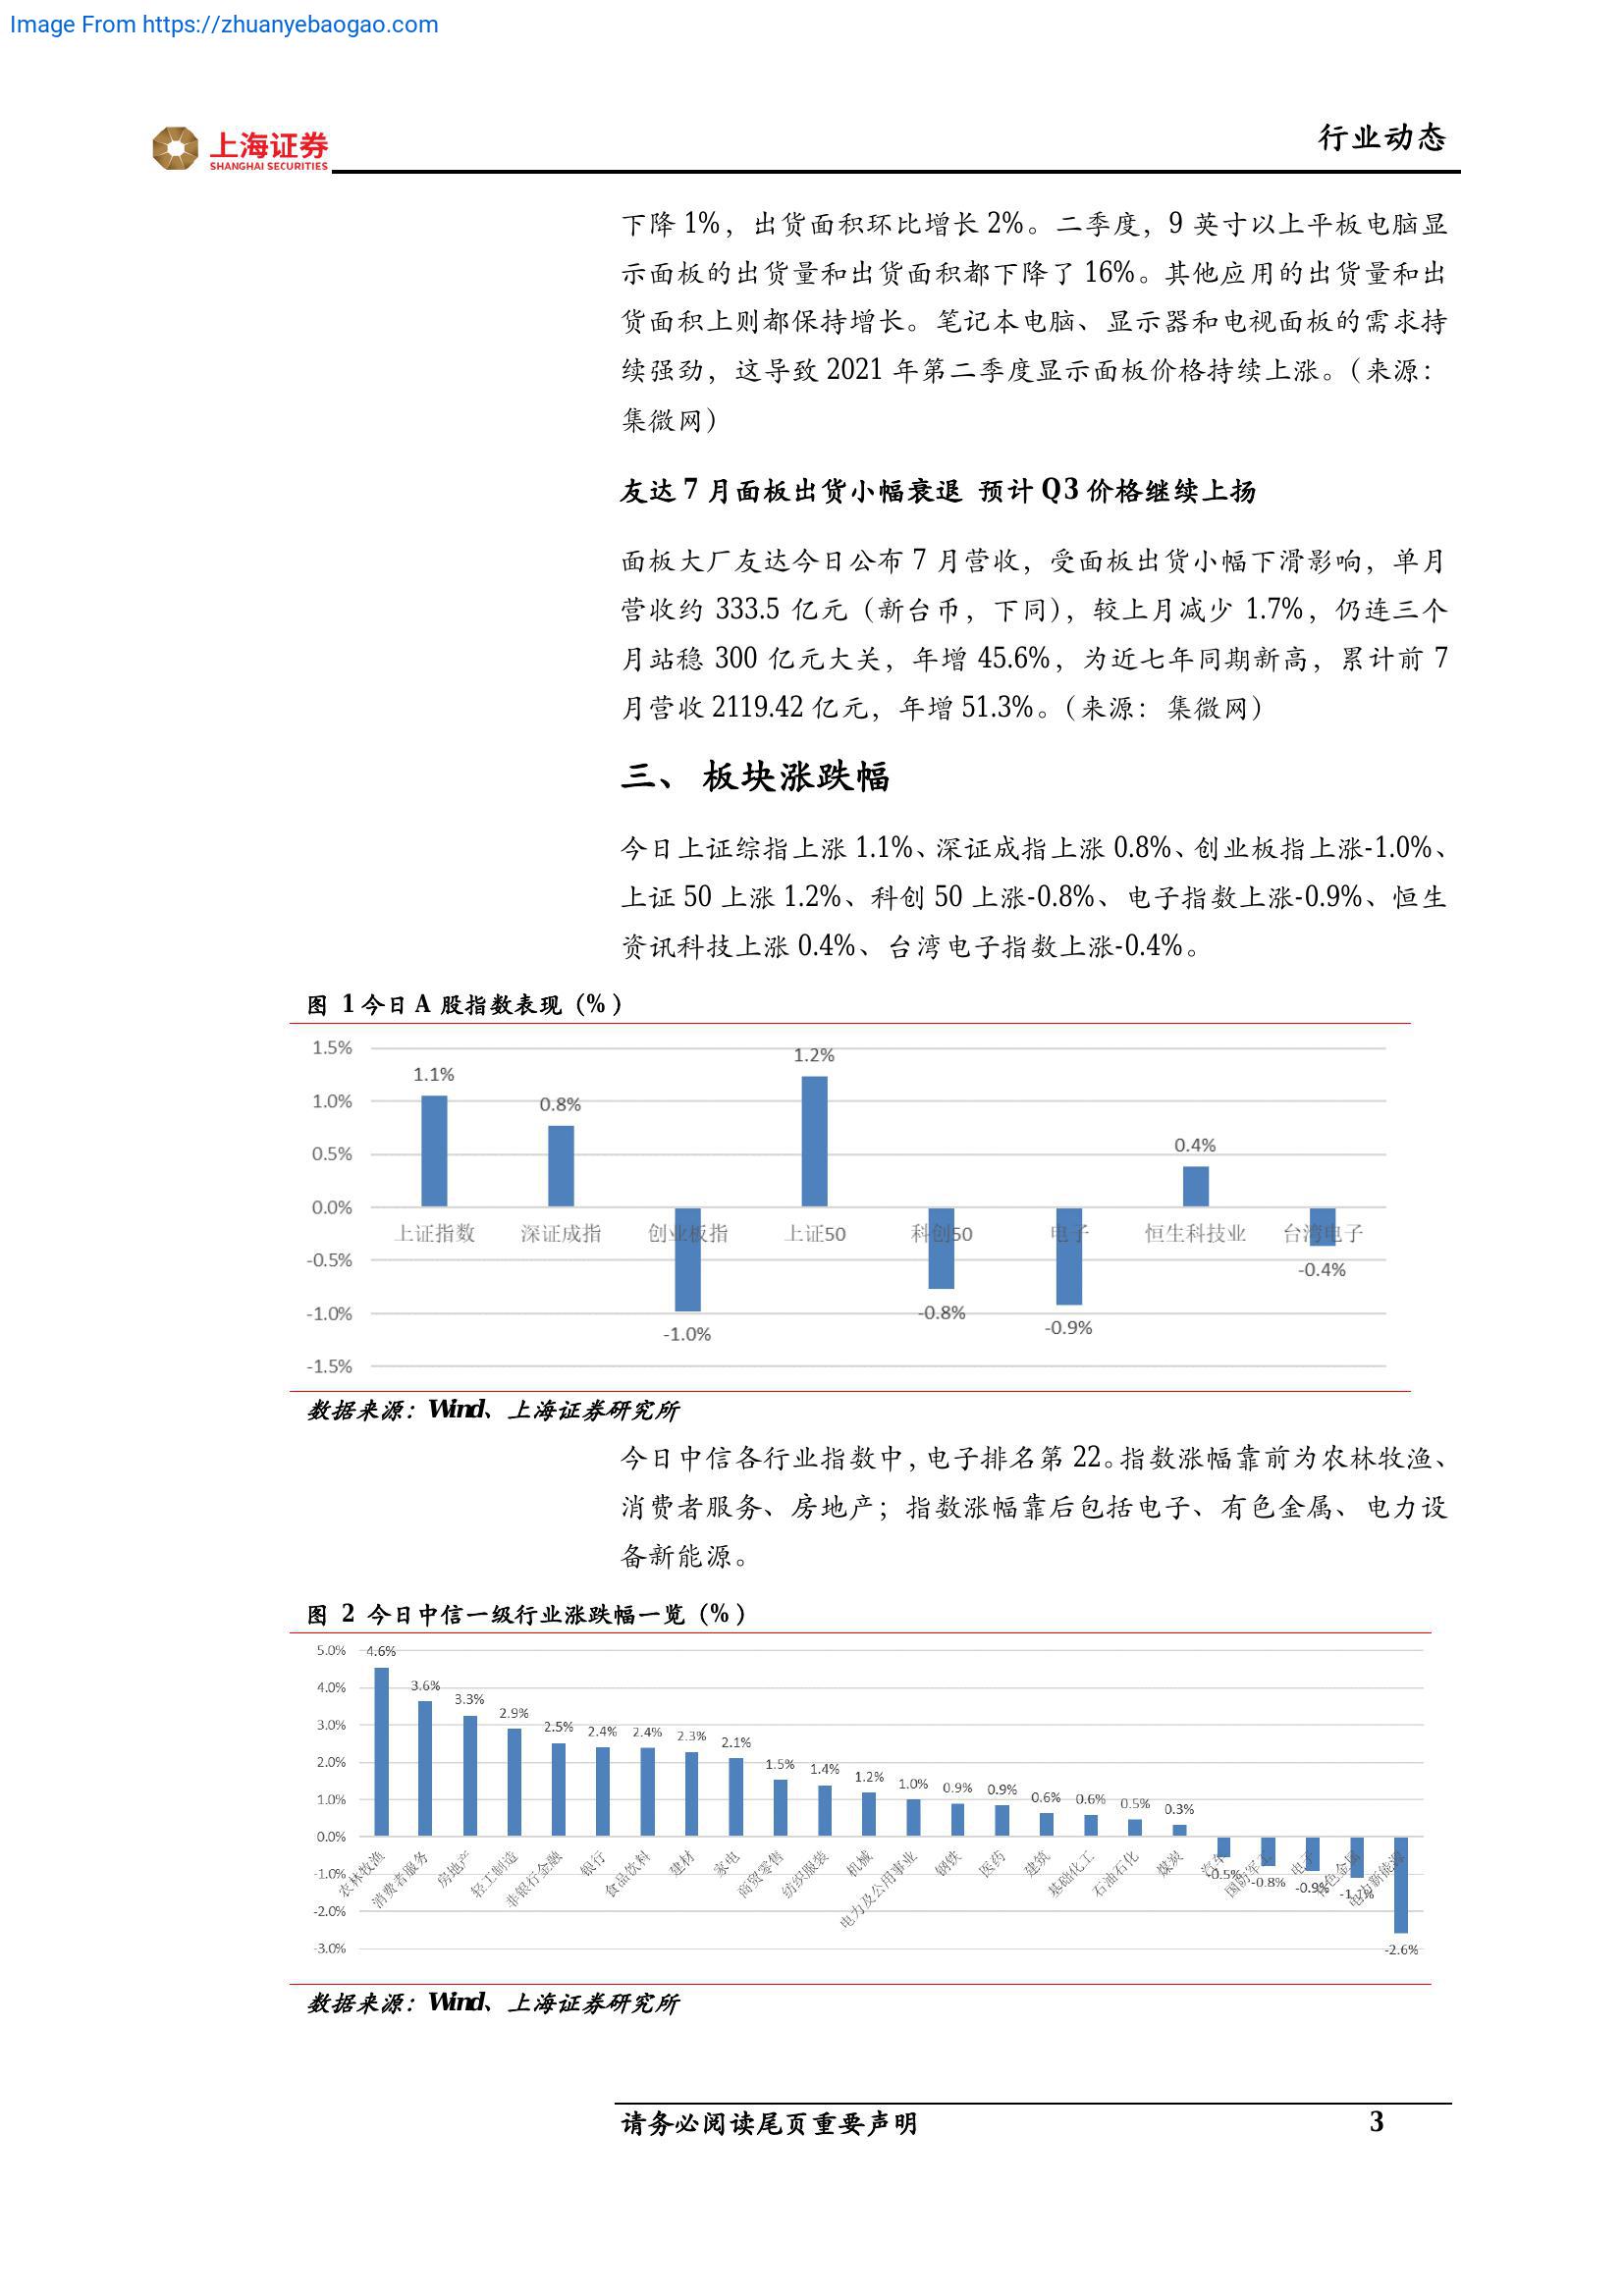 Image From https://zhuanyebaogao.com
上海证券
SHANGHAI SECURITIES
行业动态
下降 1%，出货面积环比增长 2%。二季度，9 英寸以上平板电脑显
示面板的出货量和出货面积都下降了 16%。其他应用的出货量和出
货面积上则都保持增长。笔记本电脑、显示器和电视面板的需求持
续强劲，这导致 2021 年第二季度显示面板价格持续上涨。（来源：
集微网）
友达 7 月面板出货小幅衰退 预计 Q3 价格继续上扬
面板大厂友达今日公布 7 月营收，受面板出货小幅下滑影响，单月
营收约 333.5 亿元（新台币，下同），较上月减少 1.7%，仍连三个
月站稳 300 亿元大关，年增 45.6%，为近七年同期新高，累计前 7
月营收 2119.42 亿元，年增 51.3%。（来源：集微网）
三、 板块涨跌幅
今日上证综指上涨 1.1%、深证成指上涨 0.8%、创业板指上涨-1.0%、
上证 50 上涨 1.2%、科创 50 上涨-0.8%、电子指数上涨-0.9%、恒生
资讯科技上涨 0.4%、台湾电子指数上涨-0.4%。
图 1 今日 A 股指数表现（%）
1.5%
1.0%
0.5%
0.0%
-0.5%
-1.0%
-1.5%
1.1%
0.8%
-1.0%
1.2%
-0.8%
-0.9%
0.4%
-0.4%
上证指数
深证成指
创业板指
上证50
科创50
电子
恒生科技业
台湾电子
数据来源：Wind、上海证券研究所
今日中信各行业指数中，电子排名第 22。指数涨幅靠前为农林牧渔、
消费者服务、房地产；指数涨幅靠后包括电子、有色金属、电力设
备新能源。
图 2 今日中信一级行业涨跌幅一览（%）
5.0%
4.0%
3.0%
2.0%
1.0%
0.0%
-1.0%
-2.0%
-3.0%
4.6%
3.6%
3.3%
2.9%
2.5%
2.4%
2.4%
2.3%
2.1%
1.5%
1.4%
1.2%
1.0%
0.9%
0.9%
0.6%
0.6%
0.5%
0.3%
-0.5%
-0.8%
-0.9%
-1.1%
-2.6%
农林牧渔
消费者服务
房地产
轻工制造
非银行金融
银行
食品饮料
建材
家电
商贸零售
纺织服装
机械
电力及公用事业
钢铁
医药
建筑
基础化工
石油石化
煤炭
汽车
国防军工
电子
有色金属
电力新能源
数据来源：Wind、上海证券研究所
请务必阅读尾页重要声明
3